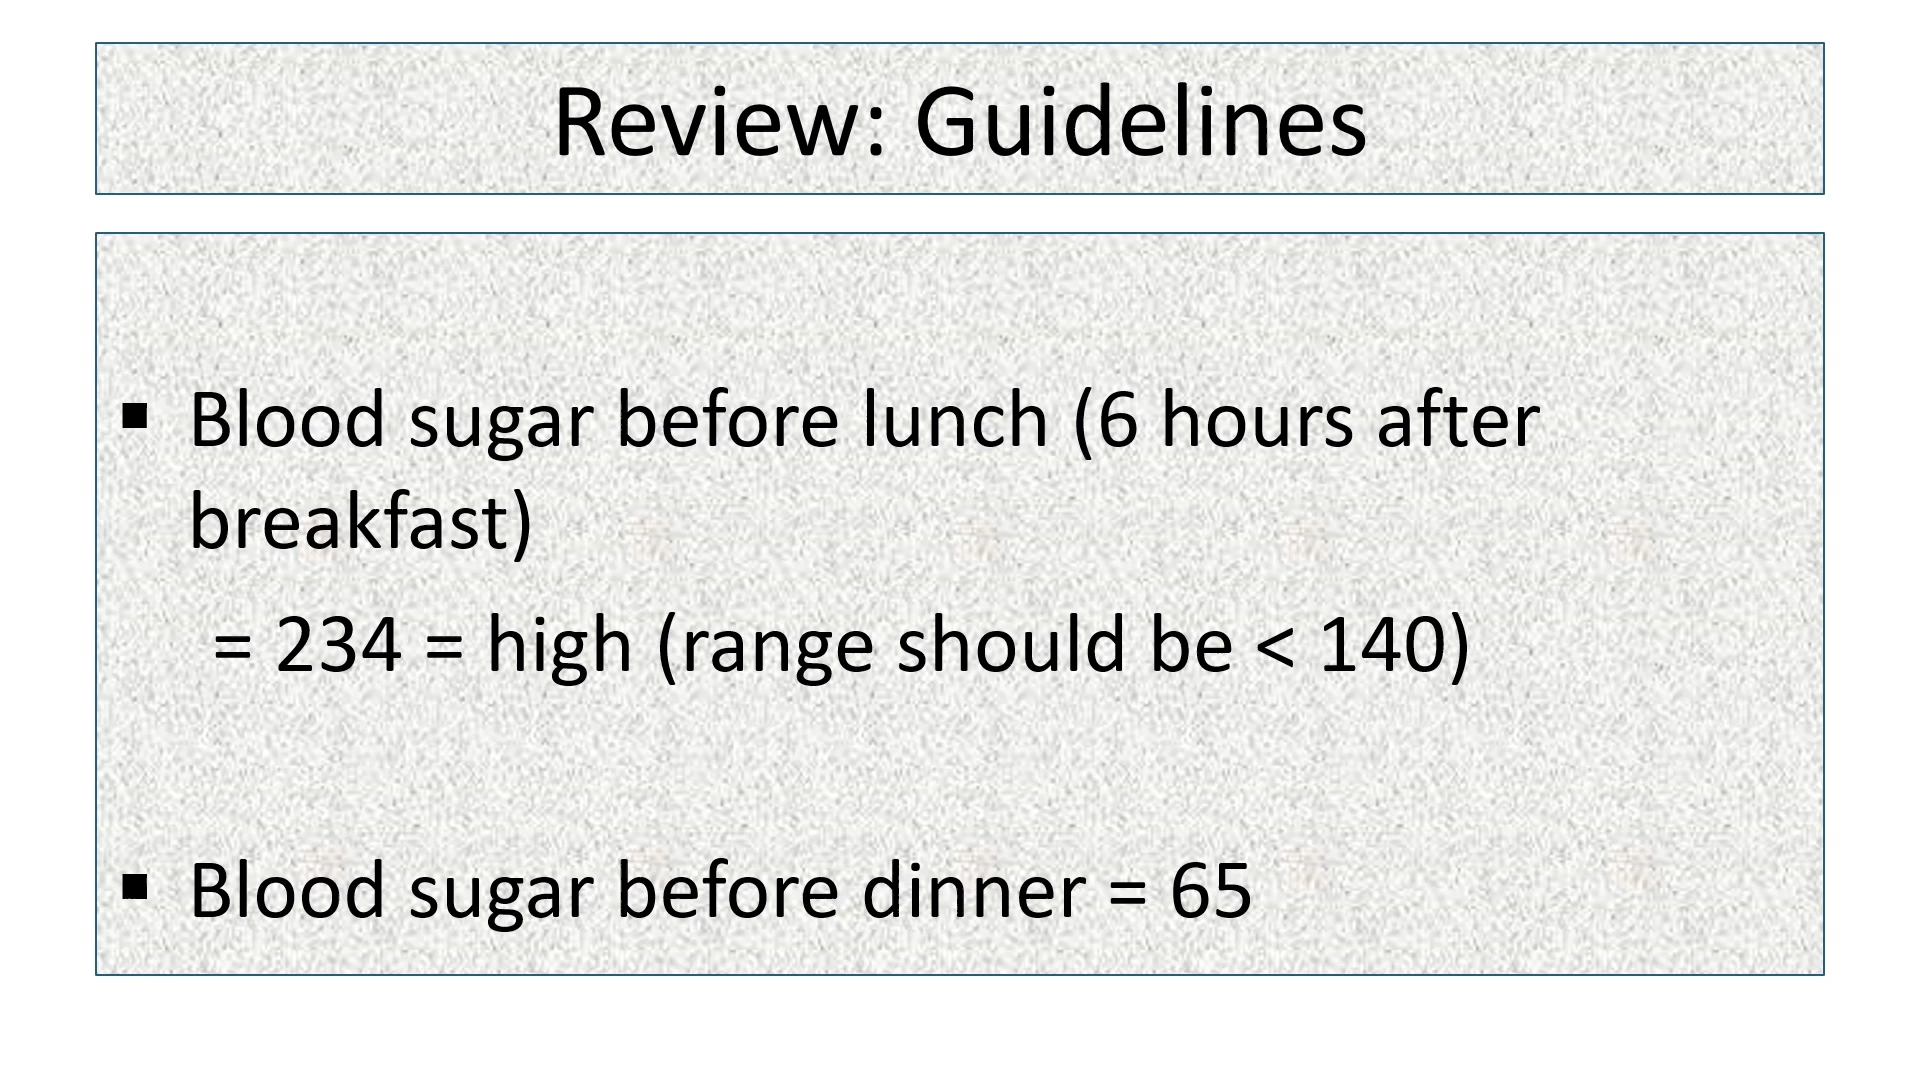 Review: Guidelines
▪ Blood sugar before lunch (6 hours after
breakfast)
= 234 = high (range should be < 140)
▪ Blood sugar before dinner = 65